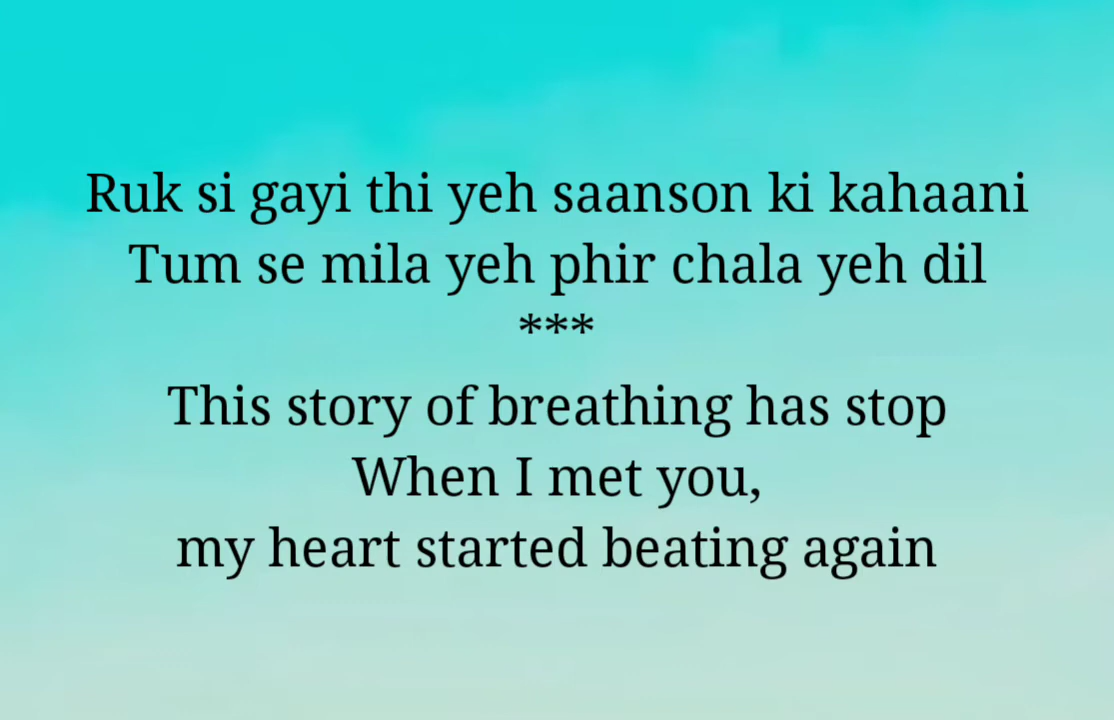 Ruk si gayi thi yeh saanson ki kahaani
Tum se mila yeh phir chala yeh dil
***
This story of breathing has stop
When I met you,
my heart started beating again